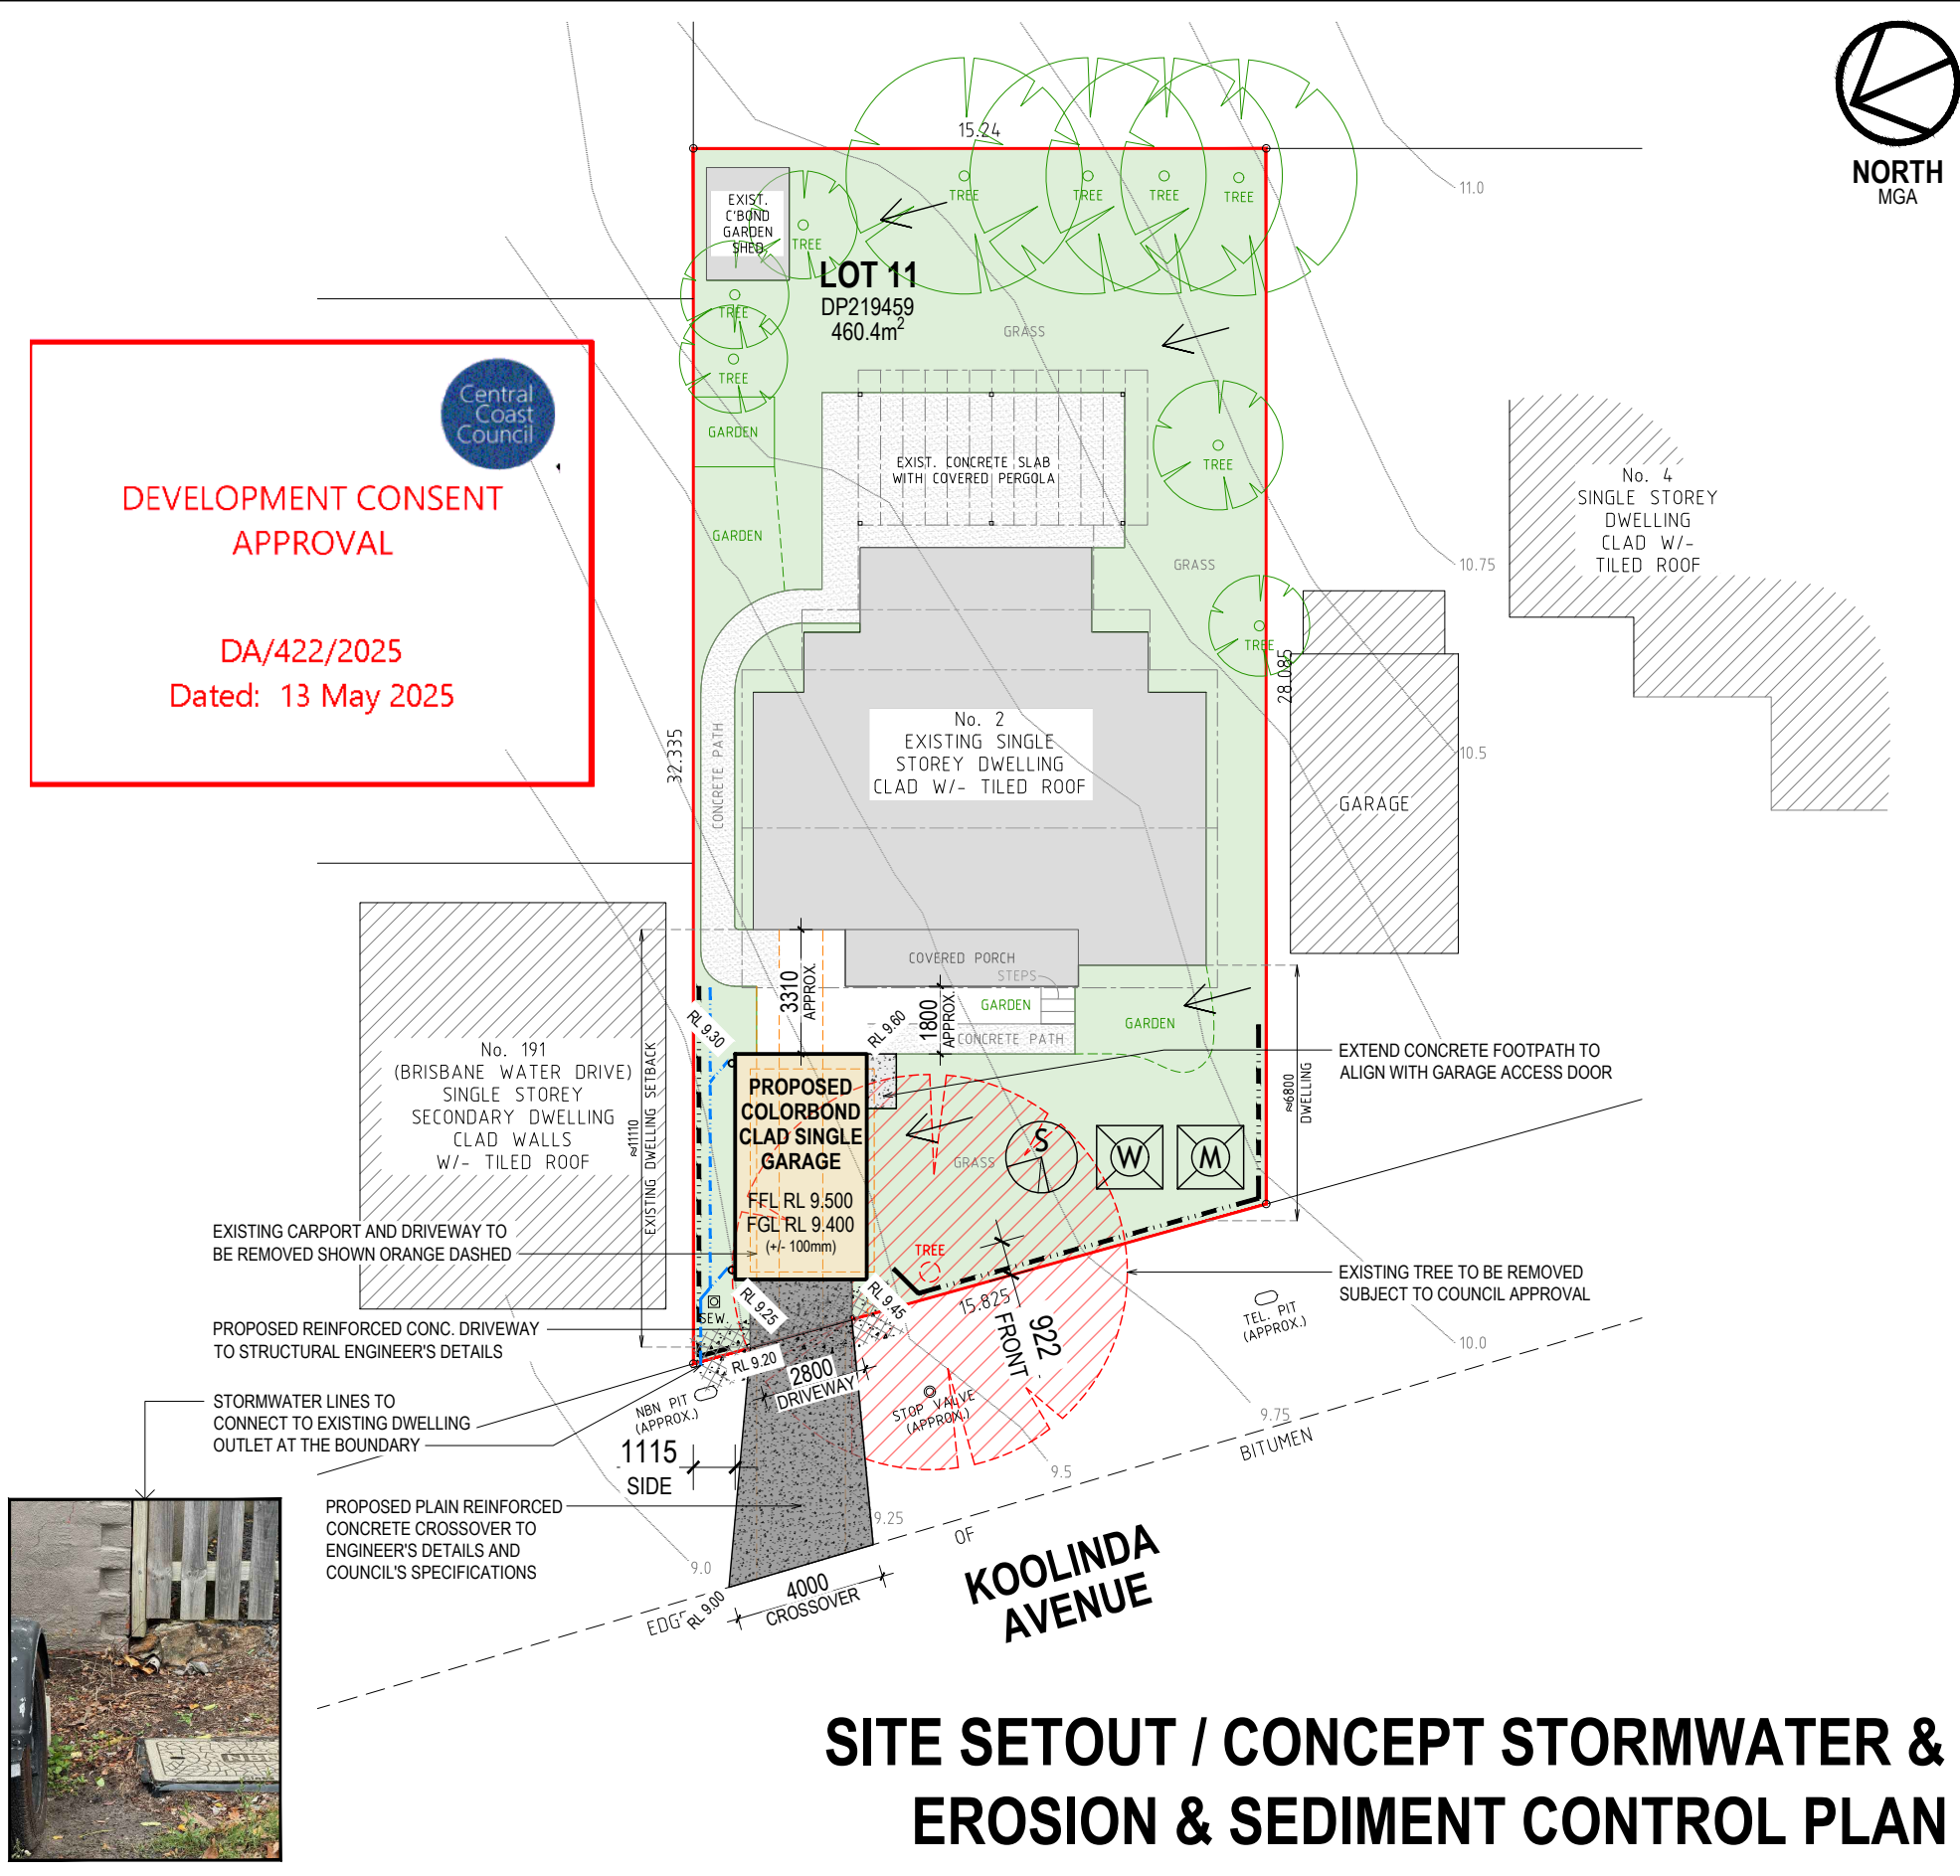 NORTH
MGA
15.24
TREE
TREE
TREE
TREE
11.0
EXIST.
C'BOND
GARDEN
SHED
TREE
LOT 11
DP219459
460.4m²
TREE
GRASS
TREE
Central
Coast
Council
DEVELOPMENT CONSENT
APPROVAL
DA/422/2025
Dated: 13 May 2025
GARDEN
EXIST. CONCRETE SLAB
WITH COVERED PERGOLA
TREE
No. 4
SINGLE STOREY
DWELLING
CLAD W/-
TILED ROOF
GARDEN
GRASS
10.75
TREE
28.085
32.335
CONCRETE PATH
No. 2
EXISTING SINGLE
STOREY DWELLING
CLAD W/- TILED ROOF
10.5
GARAGE
COVERED PORCH
STEPS
3310
APPROX.
1800
APPROX.
GARDEN
GARDEN
CONCRETE PATH
RL 9.30
RL 9.60
No. 191
(BRISBANE WATER DRIVE)
SINGLE STOREY
SECONDARY DWELLING
CLAD WALLS
W/- TILED ROOF
≈11110
EXISTING DWELLING SETBACK
≈6800
DWELLING
EXTEND CONCRETE FOOTPATH TO
ALIGN WITH GARAGE ACCESS DOOR
PROPOSED
COLORBOND
CLAD SINGLE
GARAGE
FFL RL 9.500
FGL RL 9.400
(+/- 100mm)
GRASS
S
W
M
TREE
EXISTING CARPORT AND DRIVEWAY TO
BE REMOVED SHOWN ORANGE DASHED
EXISTING TREE TO BE REMOVED
SUBJECT TO COUNCIL APPROVAL
SEW.
RL 9.25
RL 9.45
15.825
922
FRONT
TEL. PIT
(APPROX.)
PROPOSED REINFORCED CONC. DRIVEWAY
TO STRUCTURAL ENGINEER'S DETAILS
RL 9.20
2800
DRIVEWAY
10.0
STORMWATER LINES TO
CONNECT TO EXISTING DWELLING
OUTLET AT THE BOUNDARY
NBN PIT
(APPROX.)
STOP VALVE
(APPROX.)
9.75
BITUMEN
1115
SIDE
9.5
PROPOSED PLAIN REINFORCED
CONCRETE CROSSOVER TO
ENGINEER'S DETAILS AND
COUNCIL'S SPECIFICATIONS
9.25
OF
9.0
4000
CROSSOVER
EDGE
RL 9.00
KOOLINDA
AVENUE
NBN
SITE SETOUT / CONCEPT STORMWATER &
EROSION & SEDIMENT CONTROL PLAN